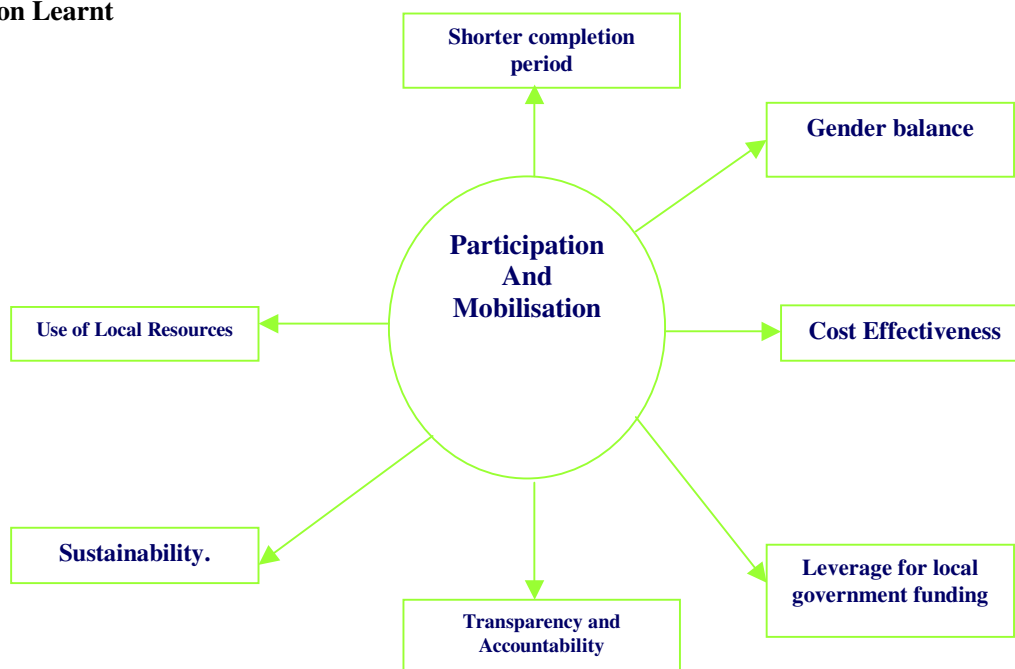 on Learnt
Shorter completion
period
Gender balance
Participation
And
Mobilisation
Use of Local Resources
Cost Effectiveness
Sustainability.
Leverage for local
government funding
Transparency and
Accountability